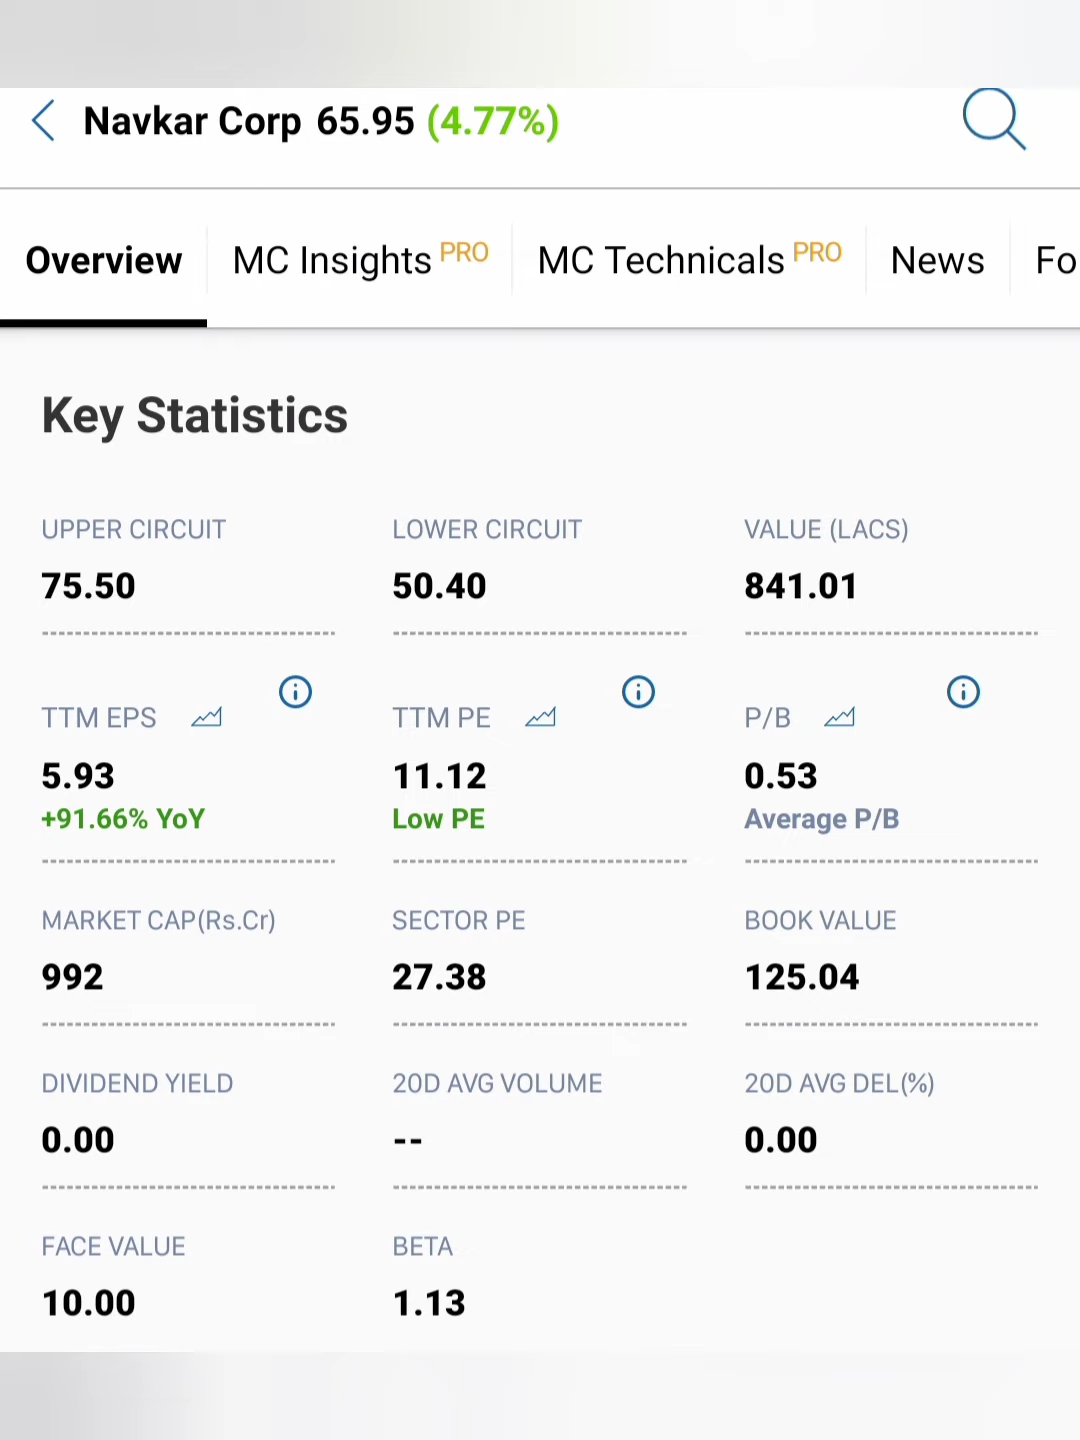 Navkar Corp 65.95 (4.77%)
Overview MC Insights PRO MC Technicals PRO News Fo
Key Statistics
UPPER CIRCUIT LOWER CIRCUIT VALUE (LACS)
75.50 50.40 841.01
TTM EPS TTM PE P/B
5.93 11.12 0.53
+91.66% YoY Low PE Average P/B
MARKET CAP(Rs.Cr) SECTOR PE BOOK VALUE
992 27.38 125.04
DIVIDEND YIELD 20D AVG VOLUME 20D AVG DEL(%)
0.00 -- 0.00
FACE VALUE BETA
10.00 1.13